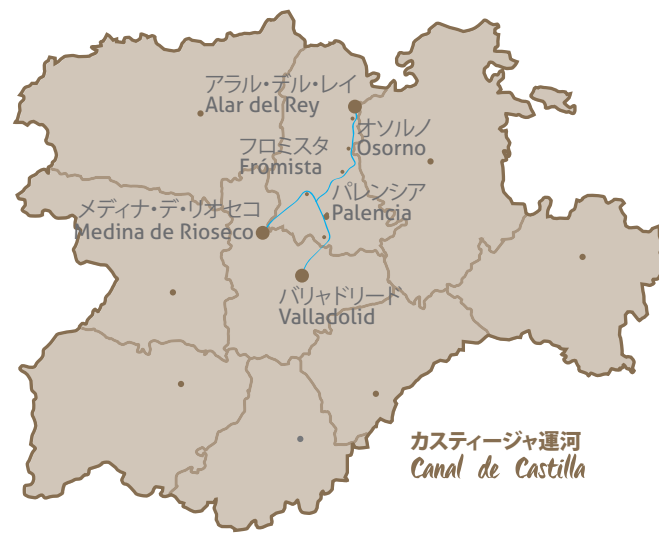 アラル・デル・レイ
Alar del Rey
オソルノ
Osorno
フロミスタ
Frómista
パレンシア
Palencia
メディナ・デ・リオセコ
Medina de Rioseco
バリャドリード
Valladolid
カスティージャ運河
Canal de Castilla